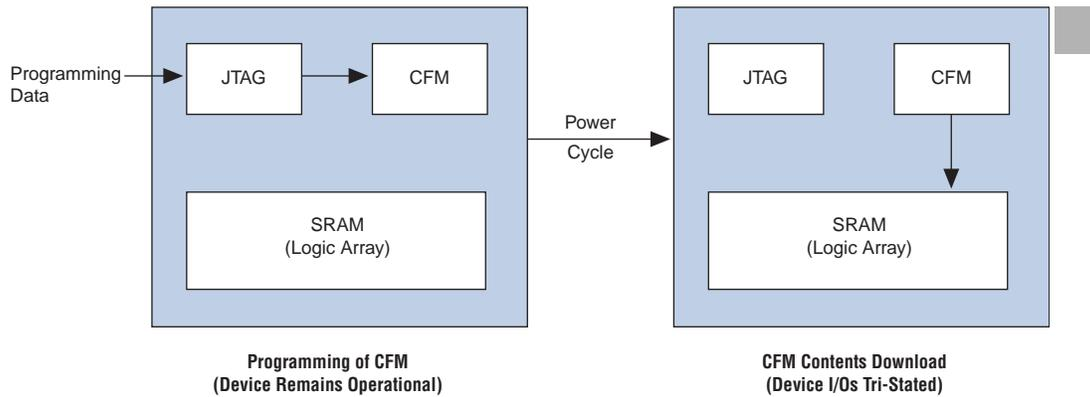 Programming
Data
JTAG
CFM
SRAM
(Logic Array)
Programming of CFM
(Device Remains Operational)
Power
Cycle
JTAG
CFM
SRAM
(Logic Array)
CFM Contents Download
(Device I/Os Tri-Stated)